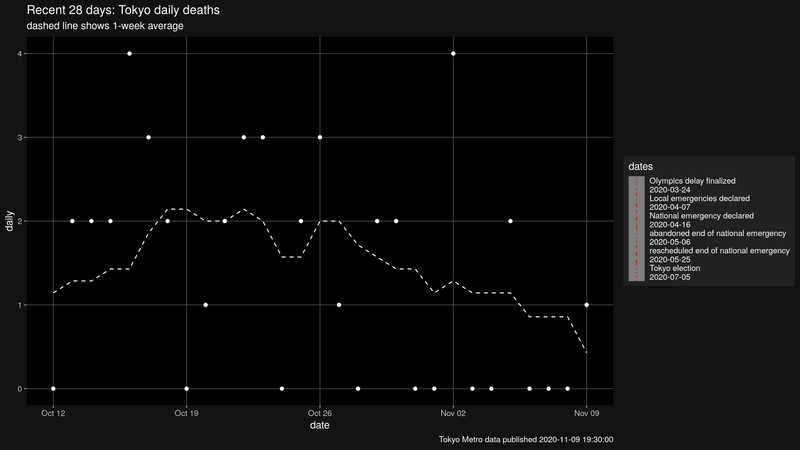 Recent 28 days: Tokyo daily deaths
dashed line shows 1-week average
daily
4
3
2
1
0
Oct 12
Oct 19
Oct 26
Nov 02
Nov 09
date
Tokyo Metro data published 2020-11-09 19:30:00
dates
Olympics delay finalized
2020-03-24
Local emergencies declared
2020-04-07
National emergency declared
2020-04-16
abandoned end of national emergency
2020-05-06
rescheduled end of national emergency
2020-05-25
Tokyo election
2020-07-05